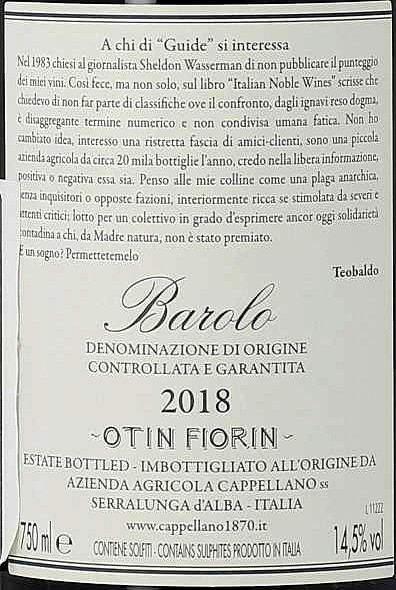 A chi di "Guide" si interessa
Nel 1983 chiesi al giornalista Sheldon Wasserman di non pubblicare il punteggio
dei miei vini. Così fece, ma non solo, sul libro "Italian Noble Wines" scrisse che
chiedevo di non far parte di classifiche ove il confronto, dagli ignavi reso dogma,
è disaggregante termine numerico e non condivisa umana fatica. Non ho
cambiato idea, interesso una ristretta fascia di amici-clienti, sono una piccola
azienda agricola da circa 20 mila bottiglie l'anno, credo nella libera informazione,
positiva o negativa essa sia. Penso alle mie colline come una plaga anarchica,
senza inquisitori o opposte fazioni, interiormente ricca se stimolata da severi e
attenti critici; lotto per un colettivo in grado d'esprimere ancor oggi solidarietà
contadina a chi, da Madre natura, non è stato premiato.
È un sogno? Permettetemelo
Teobaldo
Barolo
DENOMINAZIONE DI ORIGINE
CONTROLLATA E GARANTITA
2018
~OTIN FIORIN~
ESTATE BOTTLED - IMBOTTIGLIATO ALL'ORIGINE DA
AZIENDA AGRICOLA CAPPELLANO ss
SERRALUNGA d'ALBA - ITALIA
www.cappellano1870.it
L 11222
750 ml e
CONTIENE SOLFITI - CONTAINS SULPHITES PRODOTTO IN ITALIA
14,5% vol